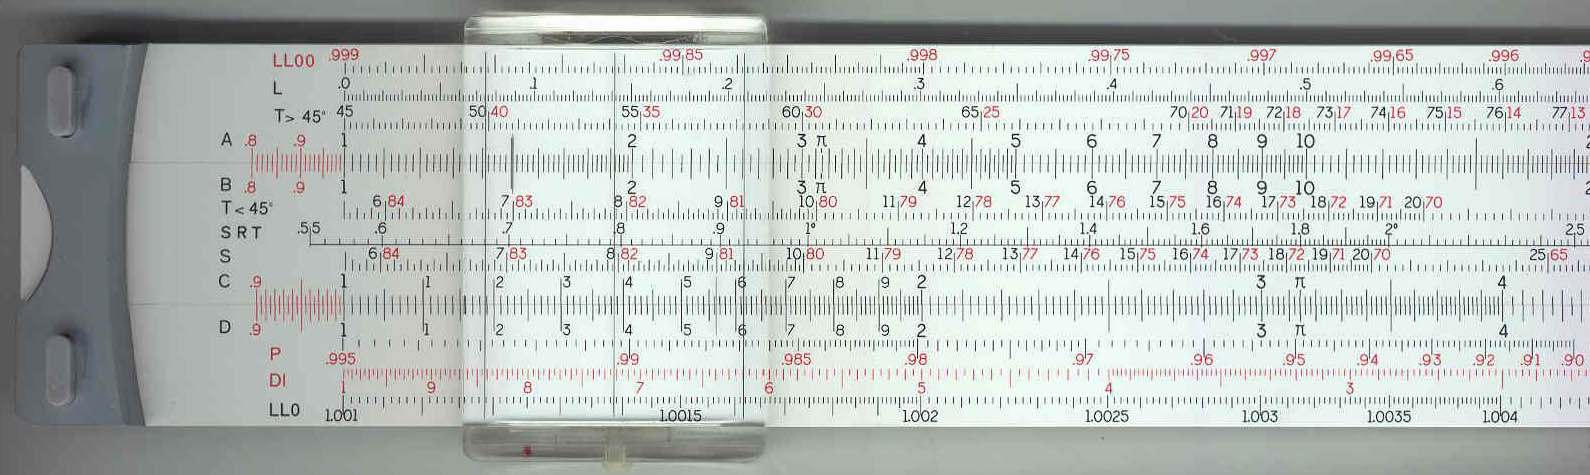 LL00 .999 .9985 .998 .9975 .997 .9965 .996
L .0 .1 .2 .3 .4 .5 .6
T> 45° 45 50 40 55 35 60 30 65 25 70 20 71 19 72 18 73 17 74 16 75 15 76 14 77 13
A .8 .9 1 2 3 π 4 5 6 7 8 9 10
B .8 .9 1 2 3 π 4 5 6 7 8 9 10
T< 45° 6 84 7 83 8 82 9 81 10 80 11 79 12 78 13 77 14 76 15 75 16 74 17 73 18 72 19 71 20 70
SRT .55 .6 .7 .8 .9 1° 1.2 1.4 1.6 1.8 2° 2.5
S 6 84 7 83 8 82 9 81 10 80 11 79 12 78 13 77 14 76 15 75 16 74 17 73 18 72 19 71 20 70 25 65
C .9 1 1 2 3 4 5 6 7 8 9 2 3 π 4
D .9 1 1 2 3 4 5 6 7 8 9 2 3 π 4
P .995 .99 .985 .98 .97 .96 .95 .94 .93 .92 .91 .90
DI 1 9 8 7 6 5 4 3
LL0 1.001 1.0015 1.002 1.0025 1.003 1.0035 1.004